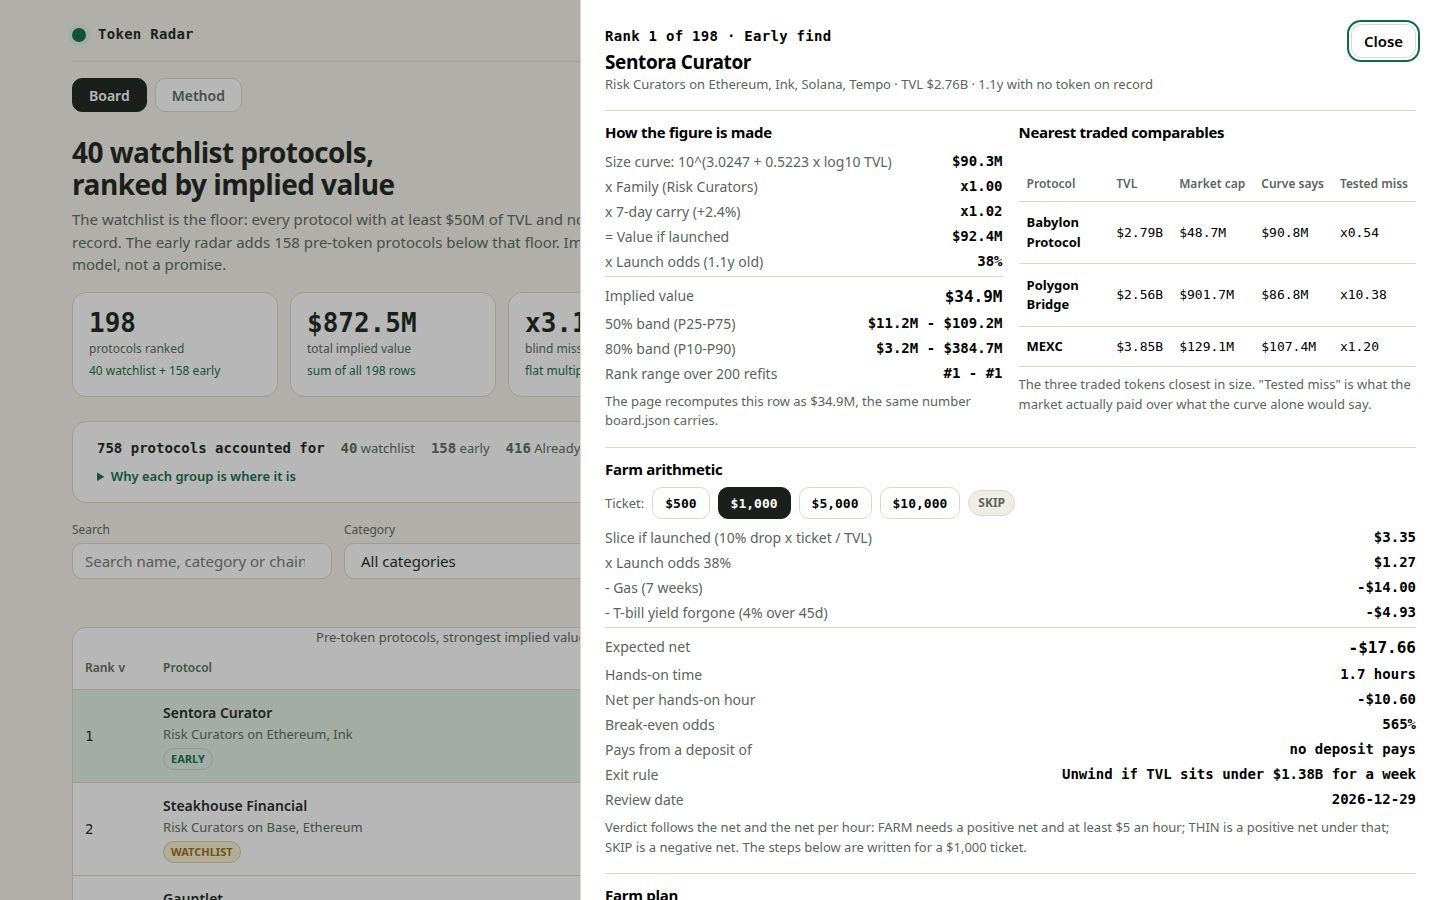 Token Radar
Board
Method
40 watchlist protocols,
ranked by implied value
The watchlist is the floor: every protocol with at least $50M of TVL and no
record. The early radar adds 158 pre-token protocols below that floor. Im
model, not a promise.
198
protocols ranked
40 watchlist + 158 early
$872.5M
total implied value
sum of all 198 rows
x3.1
blind miss
flat multip
758 protocols accounted for 40 watchlist 158 early 416 Already
▶ Why each group is where it is
Search
Category
Search name, category or chain
All categories
Pre-token protocols, strongest implied value
Rank v
Protocol
1
Sentora Curator
Risk Curators on Ethereum, Ink
EARLY
2
Steakhouse Financial
Risk Curators on Base, Ethereum
WATCHLIST
Gauntlet
Rank 1 of 198 · Early find
Close
Sentora Curator
Risk Curators on Ethereum, Ink, Solana, Tempo · TVL $2.76B · 1.1y with no token on record
How the figure is made
Size curve: 10^(3.0247 + 0.5223 x log10 TVL) $90.3M
x Family (Risk Curators) x1.00
x 7-day carry (+2.4%) x1.02
= Value if launched $92.4M
x Launch odds (1.1y old) 38%
Implied value $34.9M
50% band (P25-P75) $11.2M - $109.2M
80% band (P10-P90) $3.2M - $384.7M
Rank range over 200 refits #1 - #1
The page recomputes this row as $34.9M, the same number
board.json carries.
Nearest traded comparables
Protocol TVL Market cap Curve says Tested miss
Babylon
Protocol $2.79B $48.7M $90.8M x0.54
Polygon
Bridge $2.56B $901.7M $86.8M x10.38
MEXC $3.85B $129.1M $107.4M x1.20
The three traded tokens closest in size. "Tested miss" is what the
market actually paid over what the curve alone would say.
Farm arithmetic
Ticket: $500 $1,000 $5,000 $10,000 SKIP
Slice if launched (10% drop x ticket / TVL) $3.35
x Launch odds 38% $1.27
- Gas (7 weeks) -$14.00
- T-bill yield forgone (4% over 45d) -$4.93
Expected net -$17.66
Hands-on time 1.7 hours
Net per hands-on hour -$10.60
Break-even odds 565%
Pays from a deposit of no deposit pays
Exit rule Unwind if TVL sits under $1.38B for a week
Review date 2026-12-29
Verdict follows the net and the net per hour: FARM needs a positive net and at least $5 an hour; THIN is a positive net under that;
SKIP is a negative net. The steps below are written for a $1,000 ticket.
Farm plan